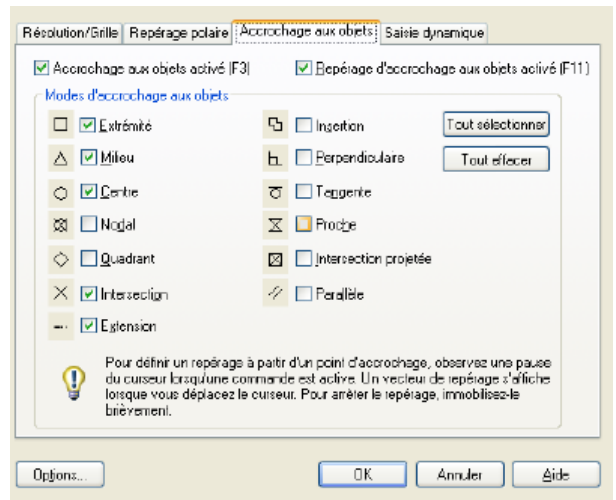 Résolution/Grille Repérage polaire Accrochage aux objets Saisie dynamique
Accrochage aux objets activé (F3) Repérage d'accrochage aux objets activé (F11)
Modes d'accrochage aux objets
Extrémité Insertion Tout sélectionner
Milieu Perpendiculaire Tout effacer
Centre Tangente
Nodal Proche
Quadrant Intersection projetée
Intersection Parallèle
Extension
Pour définir un repérage à partir d'un point d'accrochage, observez une pause
du curseur lorsqu'une commande est active. Un vecteur de repérage s'affiche
lorsque vous déplacez le curseur. Pour arrêter le repérage, immobilisez-le
brièvement.
Options... OK Annuler Aide